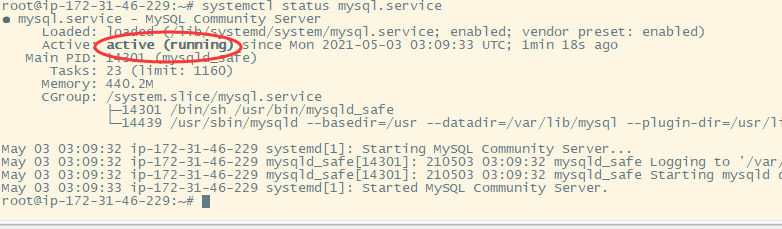 root@ip-172-31-46-229:~# systemctl status mysql.service
● mysql.service - MySQL Community Server
Loaded: loaded (/lib/systemd/system/mysql.service; enabled; vendor preset: enabled)
Active: active (running) since Mon 2021-05-03 03:09:33 UTC; 1min 18s ago
Main PID: 14301 (mysqld_safe)
Tasks: 23 (limit: 1160)
Memory: 440.2M
CGroup: /system.slice/mysql.service
├─14301 /bin/sh /usr/bin/mysqld_safe
└─14439 /usr/sbin/mysqld --basedir=/usr --datadir=/var/lib/mysql --plugin-dir=/usr/li
May 03 03:09:32 ip-172-31-46-229 systemd[1]: Starting MySQL Community Server...
May 03 03:09:32 ip-172-31-46-229 mysqld_safe[14301]: 210503 03:09:32 mysqld_safe Logging to '/var/
May 03 03:09:32 ip-172-31-46-229 mysqld_safe[14301]: 210503 03:09:32 mysqld_safe Starting mysqld d
May 03 03:09:33 ip-172-31-46-229 systemd[1]: Started MySQL Community Server.
root@ip-172-31-46-229:~#